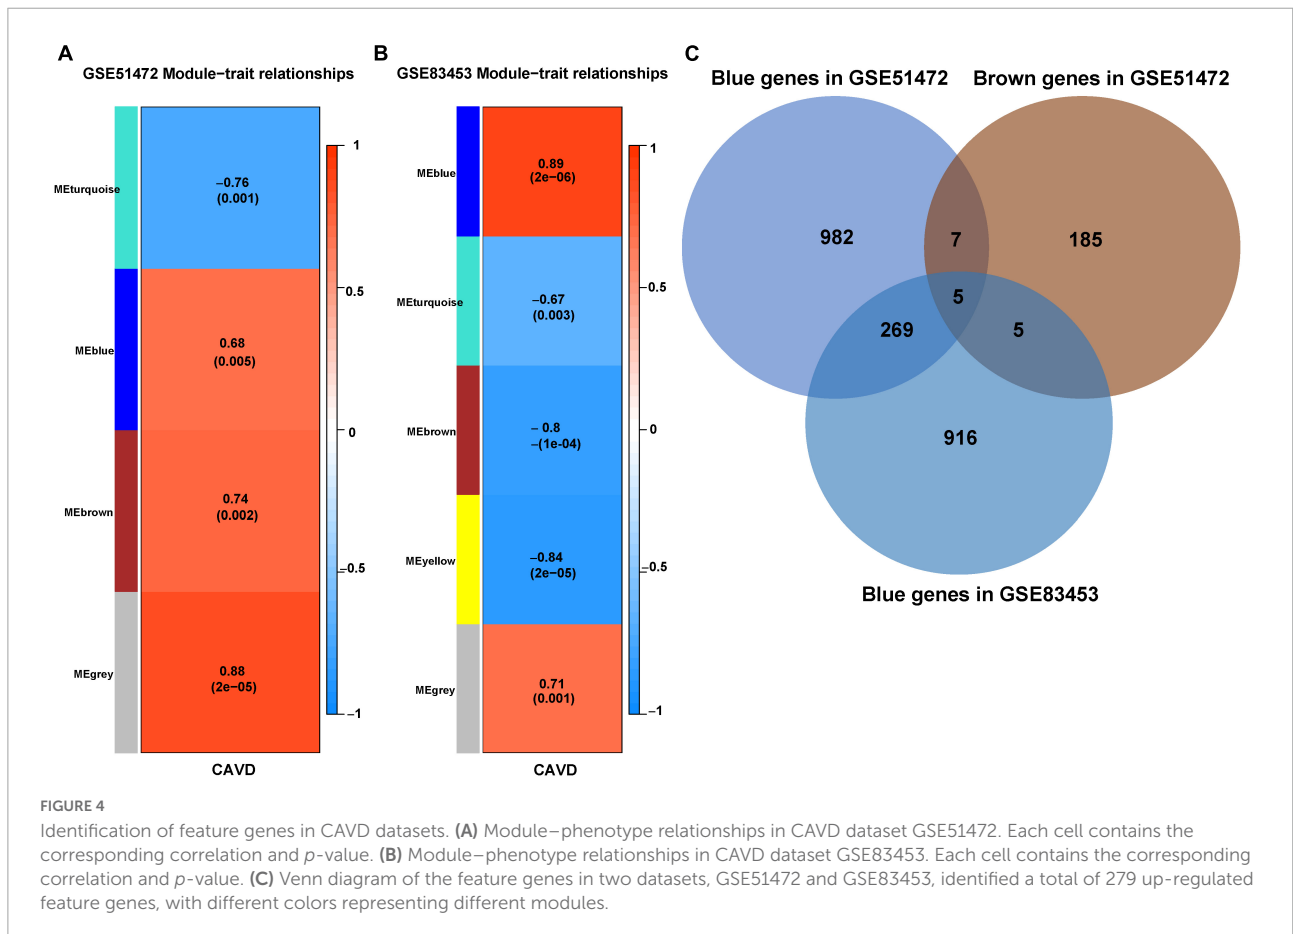 A
GSE51472 Module−trait relationships
MEturquoise
−0.76
(0.001)
MEblue
0.68
(0.005)
MEbrown
0.74
(0.002)
MEgrey
0.88
(2e−05)
CAVD
1
0.5
0
−0.5
−1
B
GSE83453 Module−trait relationships
MEblue
0.89
(2e−06)
MEturquoise
−0.67
(0.003)
MEbrown
− 0.8
−(1e-04)
MEyellow
−0.84
(2e−05)
MEgrey
0.71
(0.001)
CAVD
1
0.5
0
−0.5
−1
C
Blue genes in GSE51472
Brown genes in GSE51472
982
7
185
5
269
5
916
Blue genes in GSE83453
FIGURE 4
Identification of feature genes in CAVD datasets. (A) Module–phenotype relationships in CAVD dataset GSE51472. Each cell contains the
corresponding correlation and p-value. (B) Module–phenotype relationships in CAVD dataset GSE83453. Each cell contains the corresponding
correlation and p-value. (C) Venn diagram of the feature genes in two datasets, GSE51472 and GSE83453, identified a total of 279 up-regulated
feature genes, with different colors representing different modules.